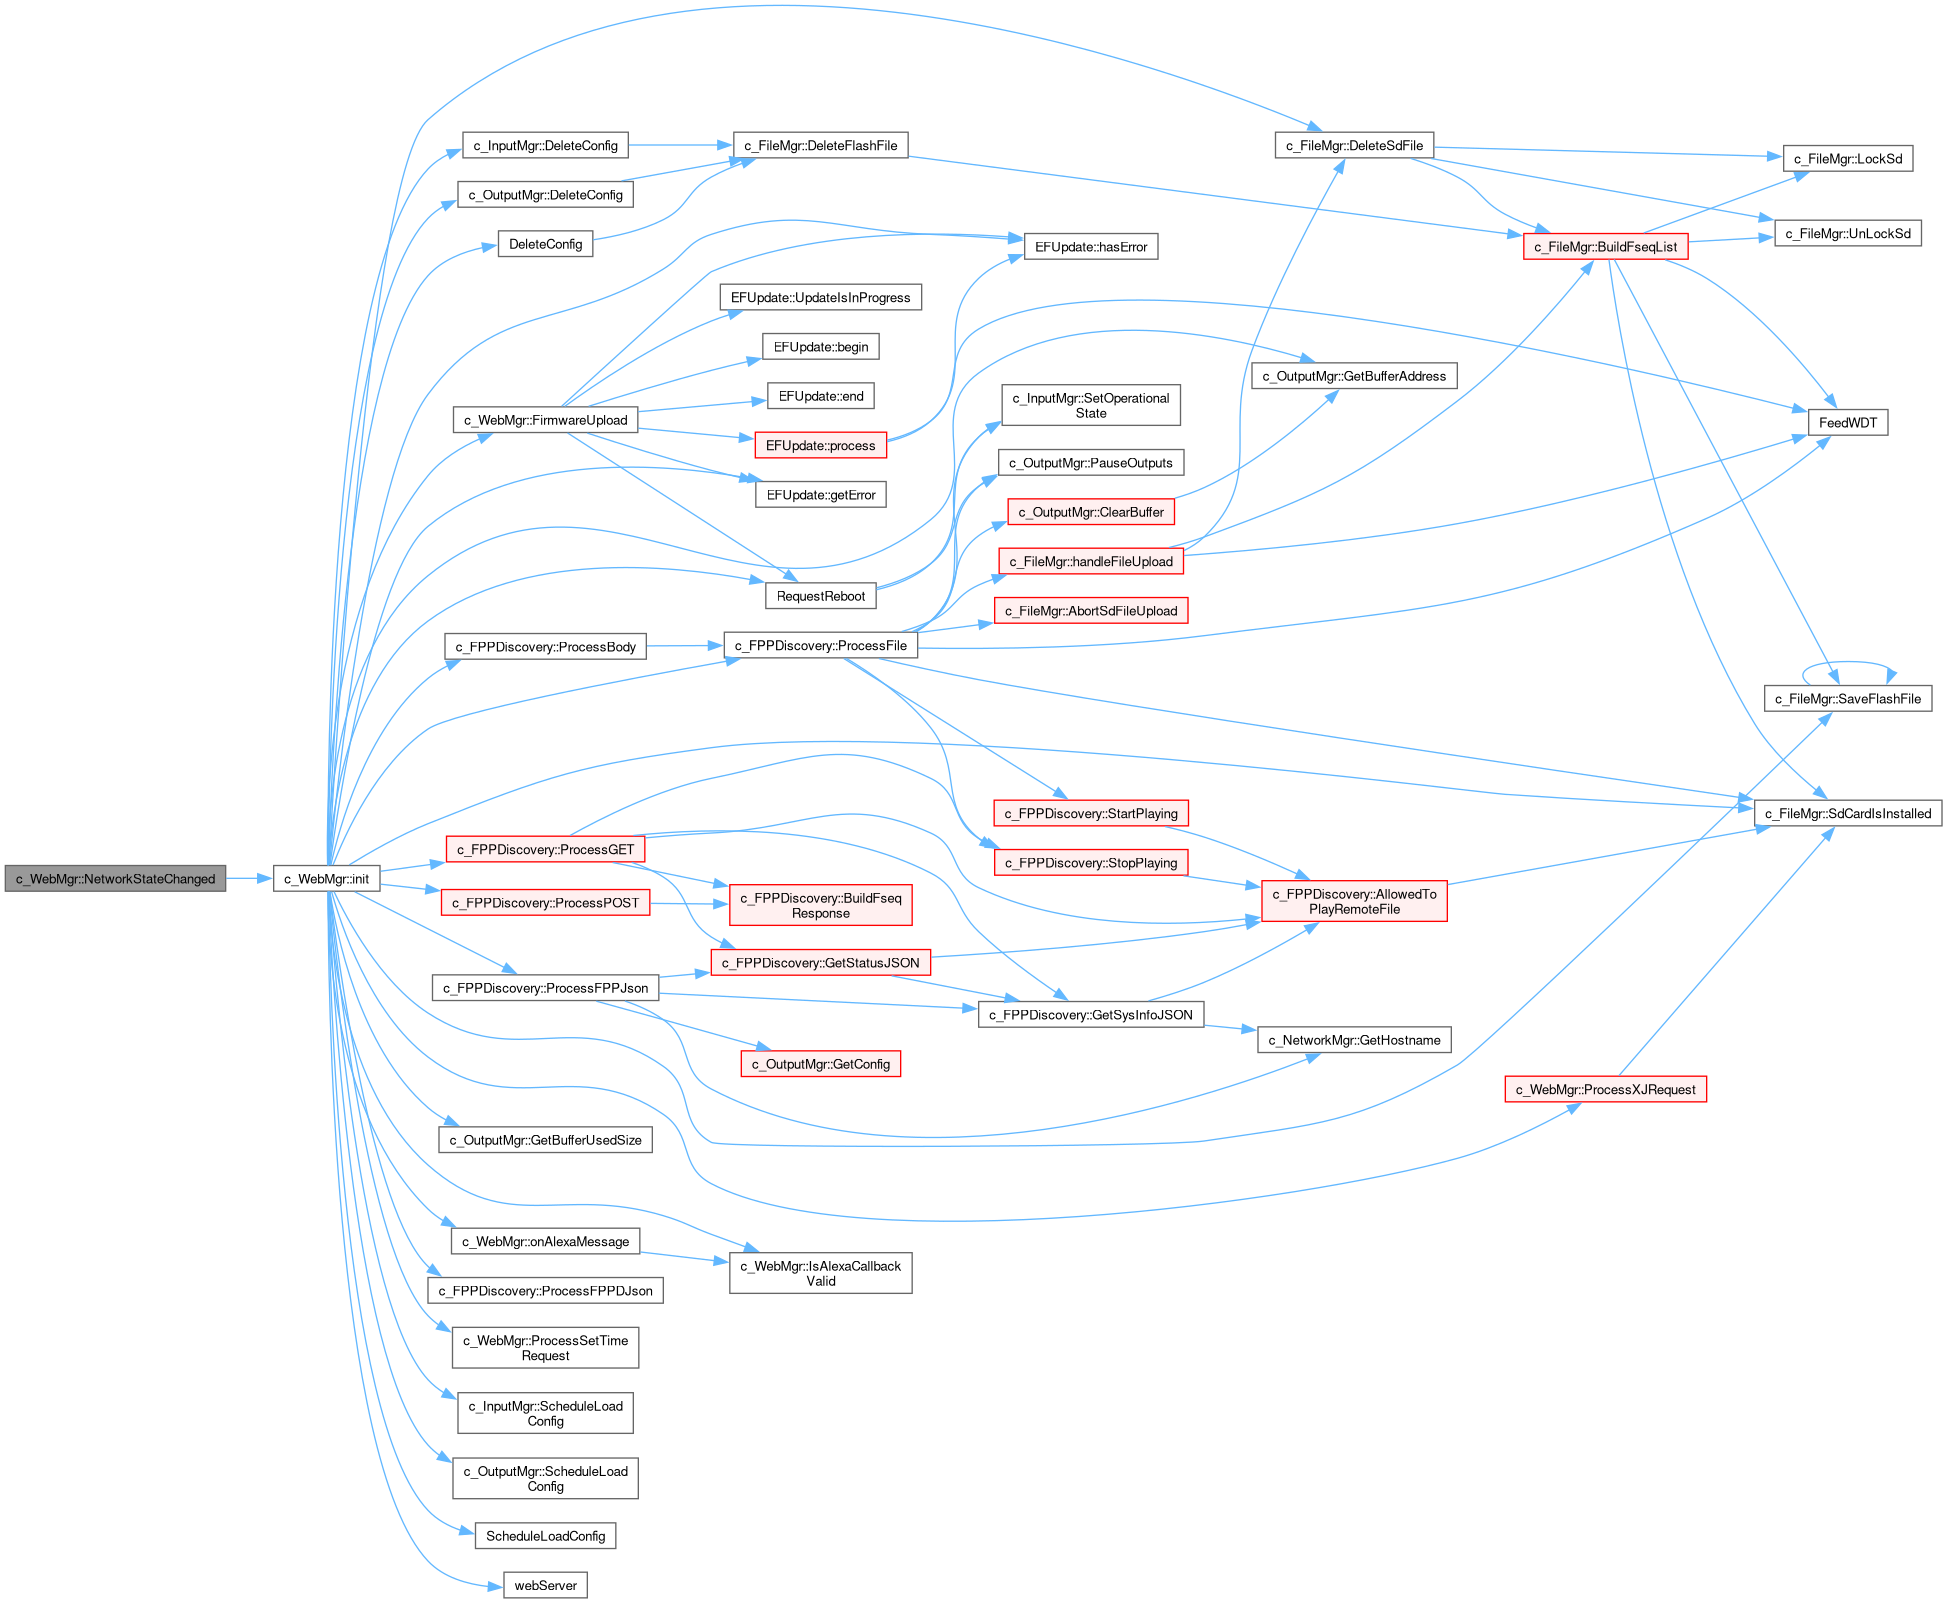 c_WebMgr::NetworkStateChanged
c_WebMgr::init
c_InputMgr::DeleteConfig
c_OutputMgr::DeleteConfig
DeleteConfig
c_WebMgr::FirmwareUpload
c_FPPDiscovery::ProcessBody
c_FPPDiscovery::ProcessGET
c_FPPDiscovery::ProcessPOST
c_FPPDiscovery::ProcessFPPJson
c_OutputMgr::GetBufferUsedSize
c_WebMgr::onAlexaMessage
c_FPPDiscovery::ProcessFPPDJson
c_WebMgr::ProcessSetTime
Request
c_InputMgr::ScheduleLoad
Config
c_OutputMgr::ScheduleLoad
Config
ScheduleLoadConfig
webServer
c_FileMgr::DeleteFlashFile
EFUpdate::UpdateIsInProgress
EFUpdate::begin
EFUpdate::end
EFUpdate::process
EFUpdate::getError
RequestReboot
c_FPPDiscovery::ProcessFile
c_FPPDiscovery::BuildFseq
Response
c_FPPDiscovery::GetStatusJSON
c_OutputMgr::GetConfig
c_WebMgr::IsAlexaCallback
Valid
EFUpdate::hasError
c_InputMgr::SetOperational
State
c_OutputMgr::PauseOutputs
c_OutputMgr::ClearBuffer
c_FileMgr::handleFileUpload
c_FileMgr::AbortSdFileUpload
c_FPPDiscovery::StartPlaying
c_FPPDiscovery::StopPlaying
c_FPPDiscovery::GetSysInfoJSON
c_FileMgr::DeleteSdFile
c_OutputMgr::GetBufferAddress
c_FPPDiscovery::AllowedTo
PlayRemoteFile
c_NetworkMgr::GetHostname
c_FileMgr::BuildFseqList
c_WebMgr::ProcessXJRequest
c_FileMgr::LockSd
c_FileMgr::UnLockSd
FeedWDT
c_FileMgr::SaveFlashFile
c_FileMgr::SdCardIsInstalled